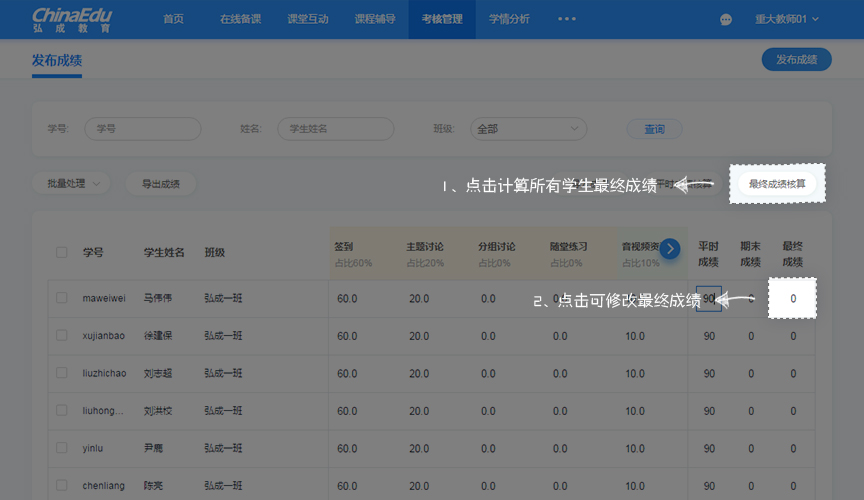 ChinaEdu
弘 成 教 育
首页 在线备课 课堂互动 课程辅导 考核管理 学情分析 ••• 重大教师01
发布成绩 发布成绩
学号: 学号 姓名: 学生姓名 班级: 全部 查询
批量处理 导出成绩 1、点击计算所有学生最终成绩 最终成绩核算
学号 学生姓名 班级 签到 主题讨论 分组讨论 随堂练习 音视频资 平时 期末 最终
占比60% 占比20% 占比0% 占比0% 占比10% 成绩 成绩 成绩
maweiwei 马伟伟 弘成一班 60.0 20.0 0.0 2、点击可修改最终成绩 90 0
xujianbao 徐建保 弘成一班 60.0 20.0 0.0 0.0 10.0 90 0 0
liuzhichao 刘志超 弘成一班 60.0 20.0 0.0 0.0 10.0 90 0 0
liuhong... 刘洪校 弘成一班 60.0 20.0 0.0 0.0 10.0 90 0 0
yinlu 尹鹿 弘成一班 60.0 20.0 0.0 0.0 10.0 90 0 0
chenliang 陈亮 弘成一班 60.0 20.0 0.0 0.0 10.0 90 0 0